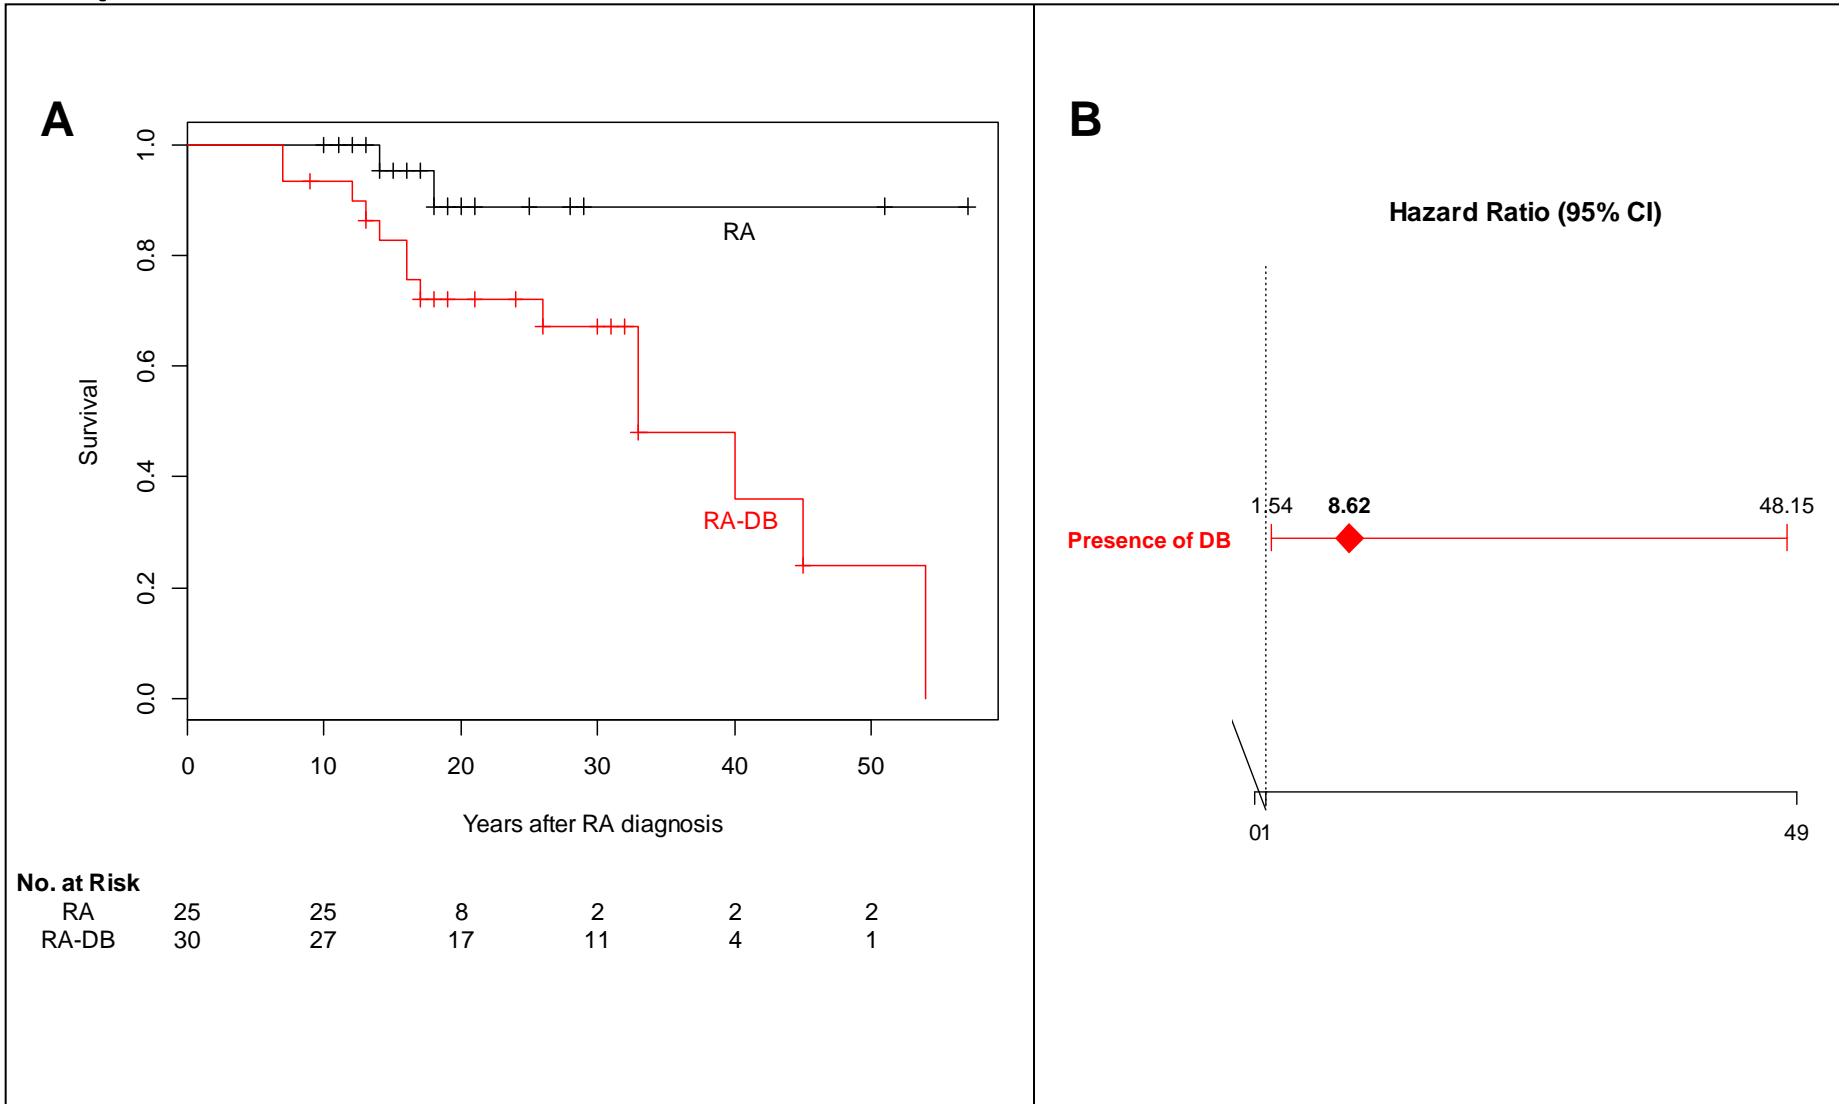 A
1.0
0.8
0.6
0.4
0.2
0.0
Survival
RA
RA-DB
0 10 20 30 40 50
Years after RA diagnosis
No. at Risk
RA 25 25 8 2 2 2
RA-DB 30 27 17 11 4 1
B
Hazard Ratio (95% CI)
1.54 8.62 48.15
Presence of DB
0 1 49